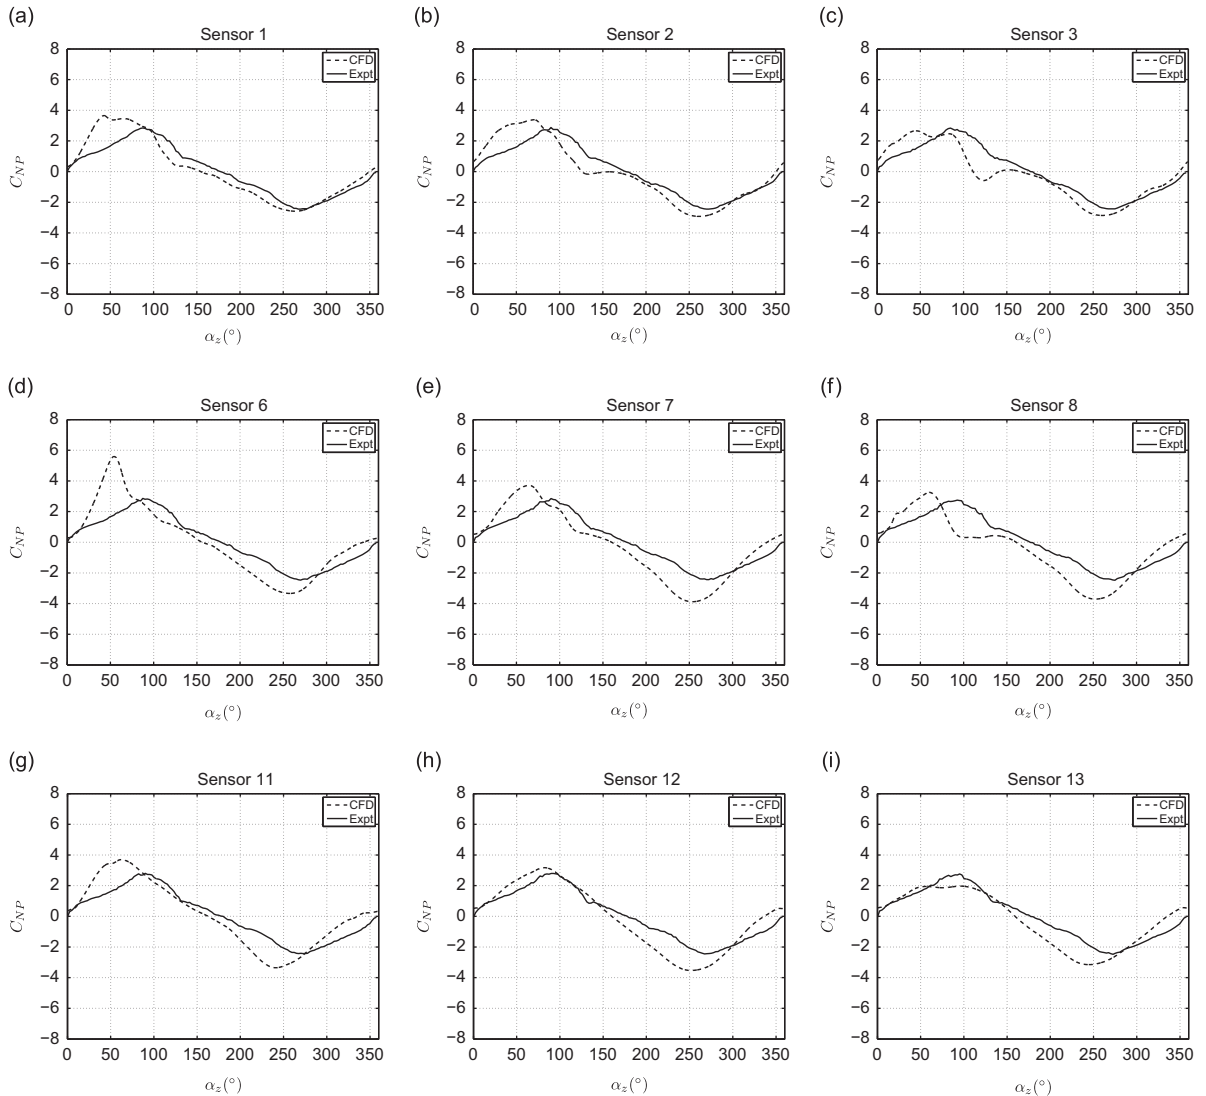 (a)
Sensor 1
8
6
4
2
0
−2
−4
−6
−8
C_NP
CFD
Expt
0 50 100 150 200 250 300 350
α_z(°)
(b)
Sensor 2
8
6
4
2
0
−2
−4
−6
−8
C_NP
CFD
Expt
0 50 100 150 200 250 300 350
α_z(°)
(c)
Sensor 3
8
6
4
2
0
−2
−4
−6
−8
C_NP
CFD
Expt
0 50 100 150 200 250 300 350
α_z(°)
(d)
Sensor 6
8
6
4
2
0
−2
−4
−6
−8
C_NP
CFD
Expt
0 50 100 150 200 250 300 350
α_z(°)
(e)
Sensor 7
8
6
4
2
0
−2
−4
−6
−8
C_NP
CFD
Expt
0 50 100 150 200 250 300 350
α_z(°)
(f)
Sensor 8
8
6
4
2
0
−2
−4
−6
−8
C_NP
CFD
Expt
0 50 100 150 200 250 300 350
α_z(°)
(g)
Sensor 11
8
6
4
2
0
−2
−4
−6
−8
C_NP
CFD
Expt
0 50 100 150 200 250 300 350
α_z(°)
(h)
Sensor 12
8
6
4
2
0
−2
−4
−6
−8
C_NP
CFD
Expt
0 50 100 150 200 250 300 350
α_z(°)
(i)
Sensor 13
8
6
4
2
0
−2
−4
−6
−8
C_NP
CFD
Expt
0 50 100 150 200 250 300 350
α_z(°)